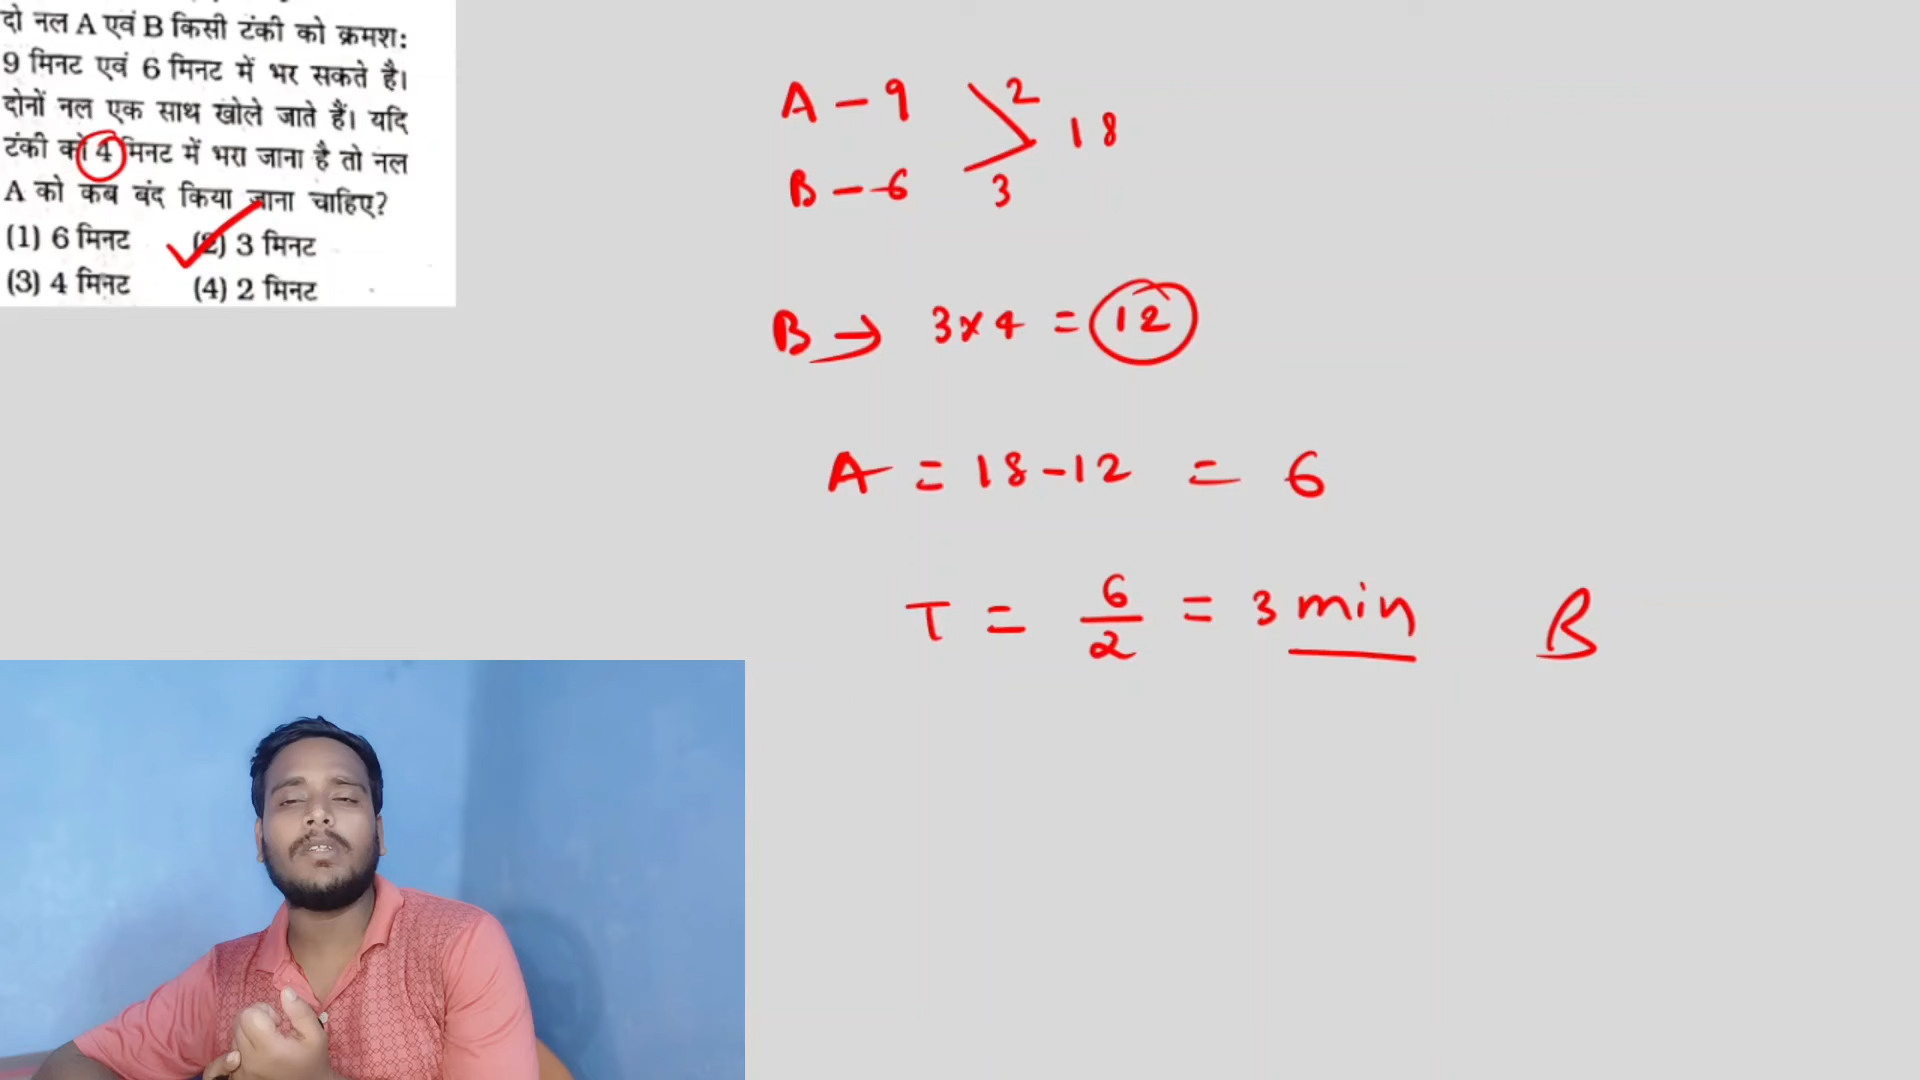 दो नल A एवं B किसी टंकी को क्रमश:
9 मिनट एवं 6 मिनट में भर सकते है।
दोनों नल एक साथ खोले जाते हैं। यदि
टंकी को 4 मिनट में भरा जाना है तो नल
A को कब बंद किया जाना चाहिए?
(1) 6 मिनट (2) 3 मिनट
(3) 4 मिनट (4) 2 मिनट
A - 9 2
18
B - 6 3
B → 3×4 = 12
A = 18-12 = 6
T = 6/2 = 3 min B